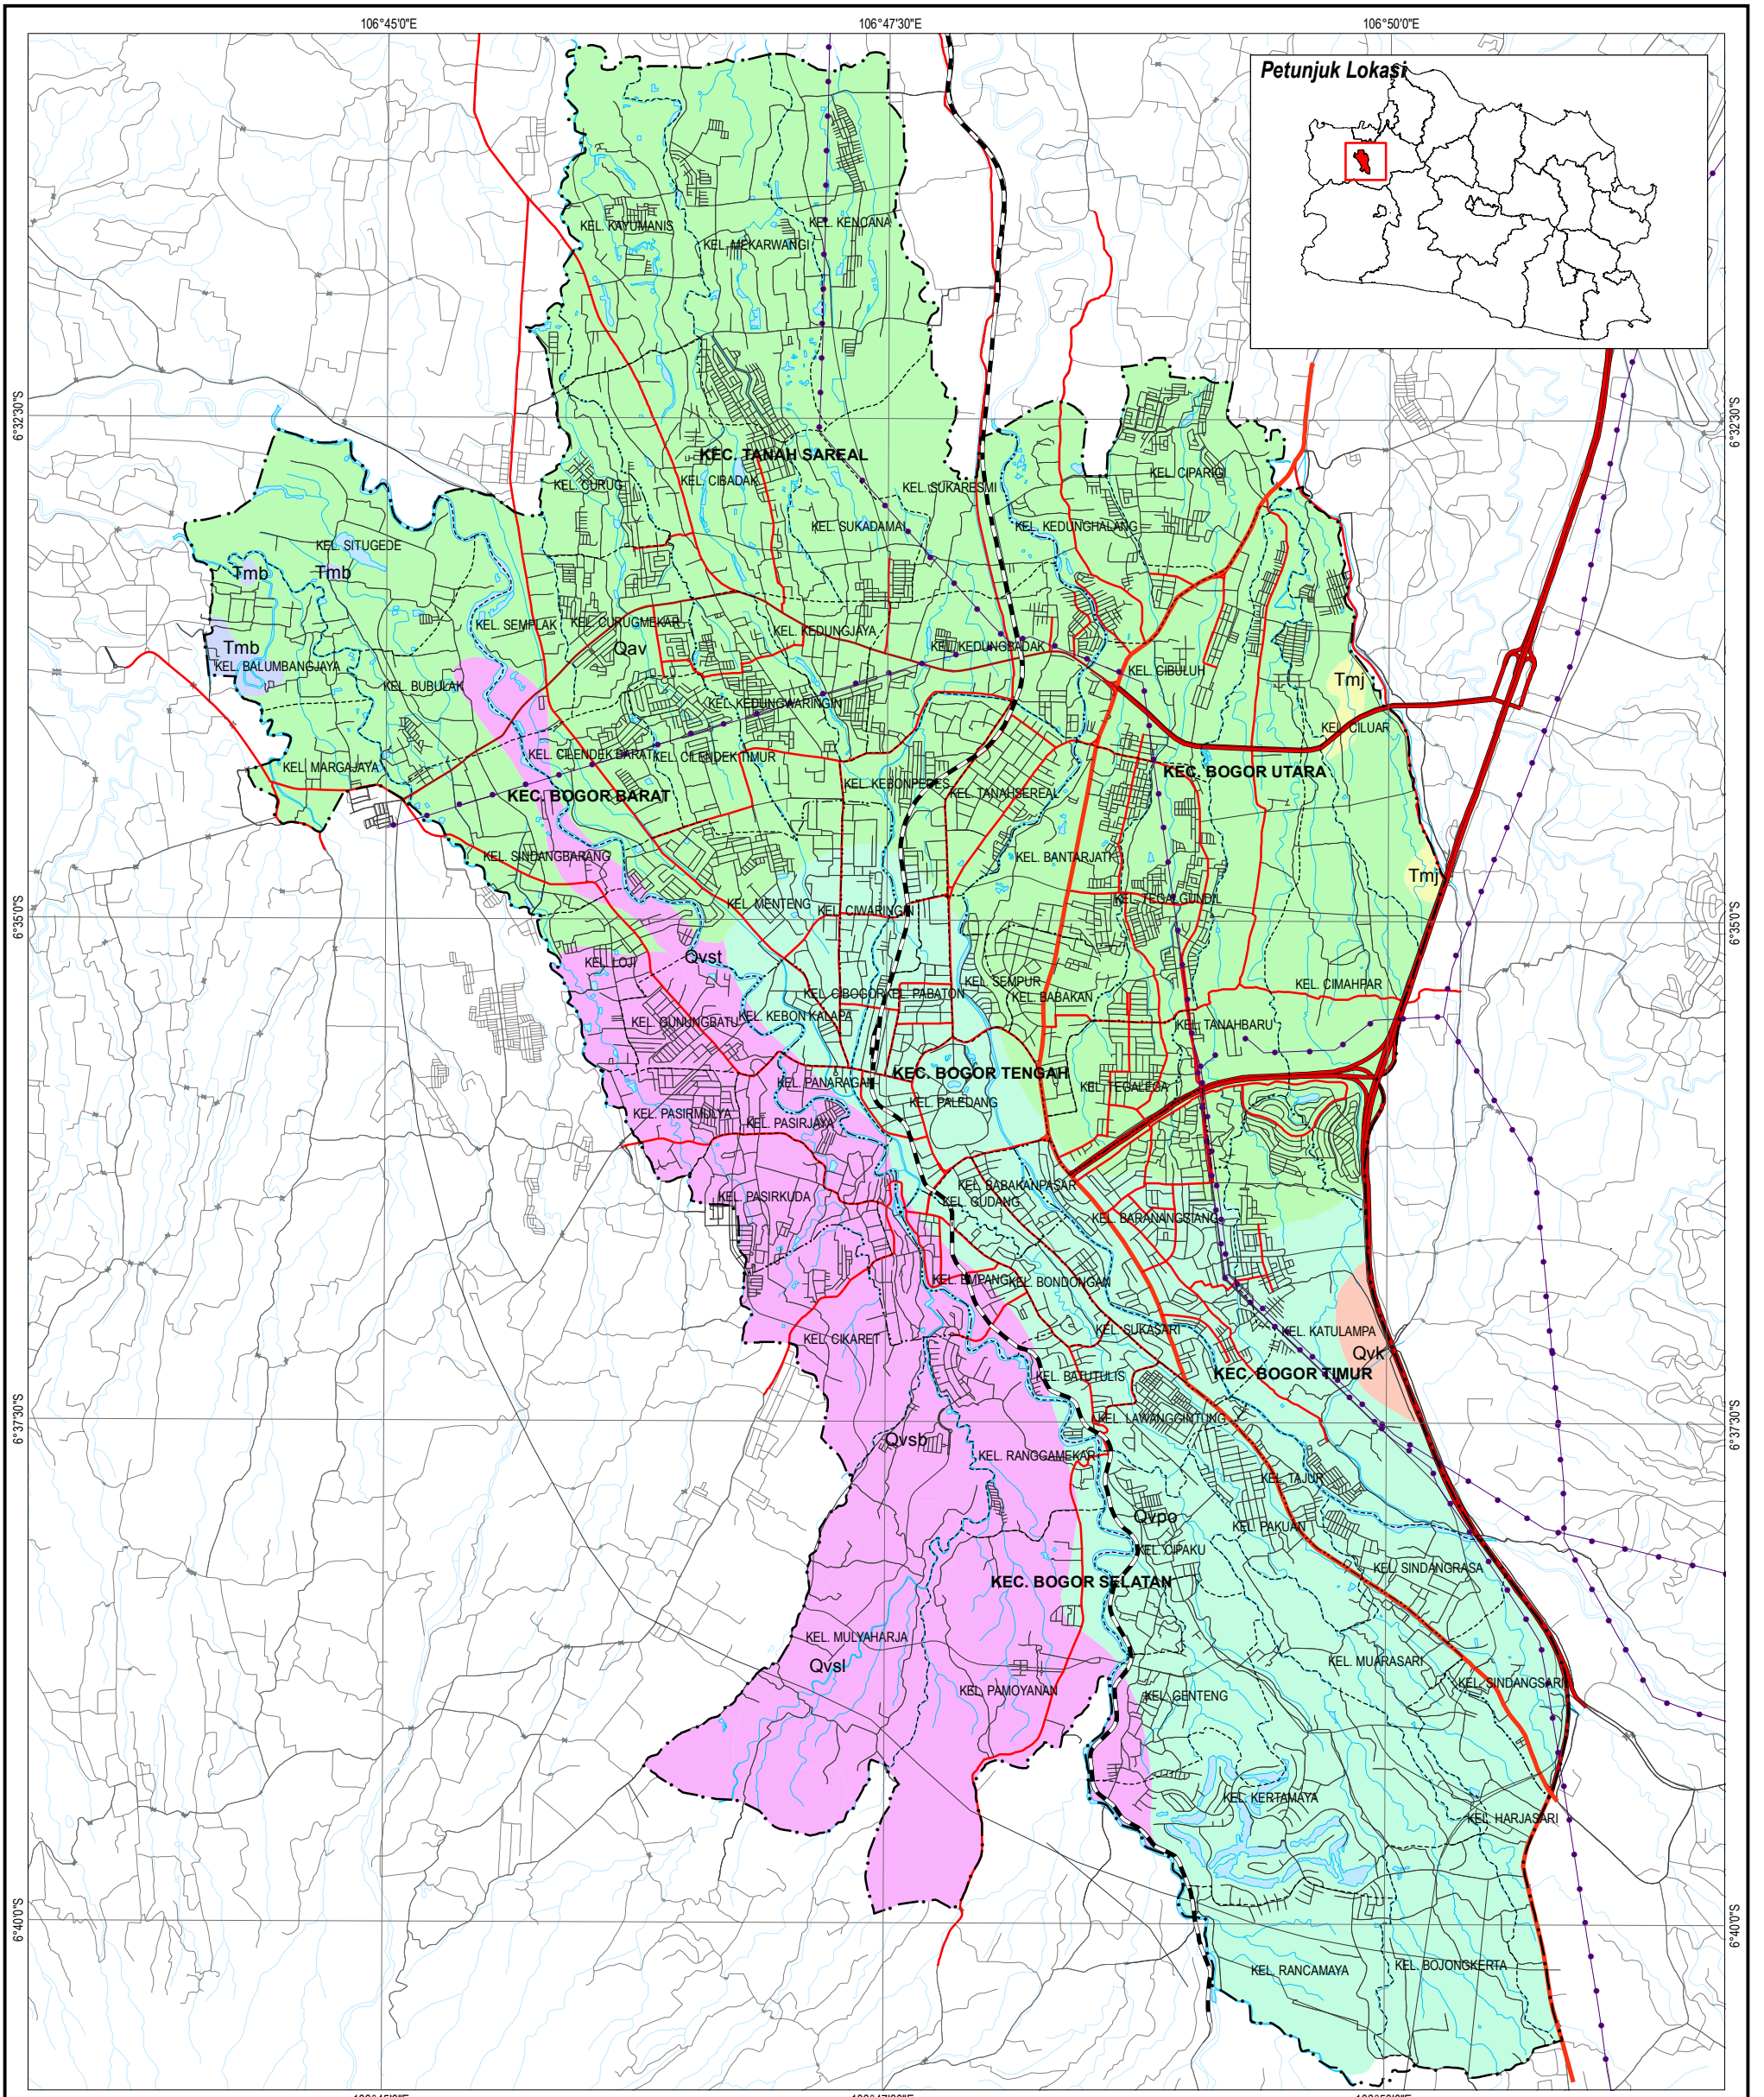 106°45'0"E
106°47'30"E
106°50'0"E
Petunjuk Lokasi
KEL. KAYUMANIS
KEL. KENCANA
KEL. MEKARWANGI
6°32'30"S
6°32'30"S
KEC. TANAH SAREAL
KEL. CURUG
KEL. CIBADAK
KEL. SUKARESMI
KEL. CIPARIGI
KEL. SUKADAMAI
KEL. KEDUNGHALANG
KEL. SITUGEDE
Tmb
Tmb
KEL. SEMPLAK
KEL. CURUGMEKAR
KEL. KEDUNGJAYA
Tmb
Qav
KEL. KEDUNGBADAK
KEL. BALUMBANGJAYA
KEL. CIBULUH
Tmj
KEL. BUBULAK
KEL. KEDUNGWARINGIN
KEL. CILUAR
KEL. CILENDEK BARAT
KEL. CILENDEK TIMUR
KEL. MARGAJAYA
KEC. BOGOR UTARA
KEL. KEBONPEDES
KEC. BOGOR BARAT
KEL. TANAHSEREAL
KEL. SINDANGBARANG
KEL. BANTARJATI
Tmj
KEL. MENTENG
KEL. CIWARINGIN
KEL. TEGALGUNDIL
6°35'0"S
6°35'0"S
KEL. LOJI
Qvst
KEL. SEMPUR
KEL. CIMAHPAR
KEL. CIBOGOR
KEL. PABATON
KEL. BABAKAN
KEL. GUNUNGBATU
KEL. KEBON KALAPA
KEL. TANAHBARU
KEC. BOGOR TENGAH
KEL. PANARAGAN
KEL. TEGALEGA
KEL. PALEDANG
KEL. PASIRMULYA
KEL. PASIRJAYA
KEL. BABAKANPASAR
KEL. PASIRKUDA
KEL. GUDANG
KEL. BARANANGSIANG
KEL. EMPANG
KEL. BONDONGAN
KEL. CIKARET
KEL. SUKASARI
KEL. KATULAMPA
Qvk
KEL. BATUTULIS
KEC. BOGOR TIMUR
KEL. LAWANGGINTUNG
6°37'30"S
6°37'30"S
Qvsb
KEL. RANGGAMEKAR
KEL. TAJUR
Qvpo
KEL. PAKUAN
KEL. CIPAKU
KEL. SINDANGRASA
KEC. BOGOR SELATAN
KEL. MULYAHARJA
Qvsl
KEL. MUARASARI
KEL. PAMOYANAN
KEL. SINDANGSARI
KEL. GENTENG
KEL. KERTAMAYA
KEL. HARJASARI
6°40'0"S
6°40'0"S
KEL. RANCAMAYA
KEL. BOJONGKERTA